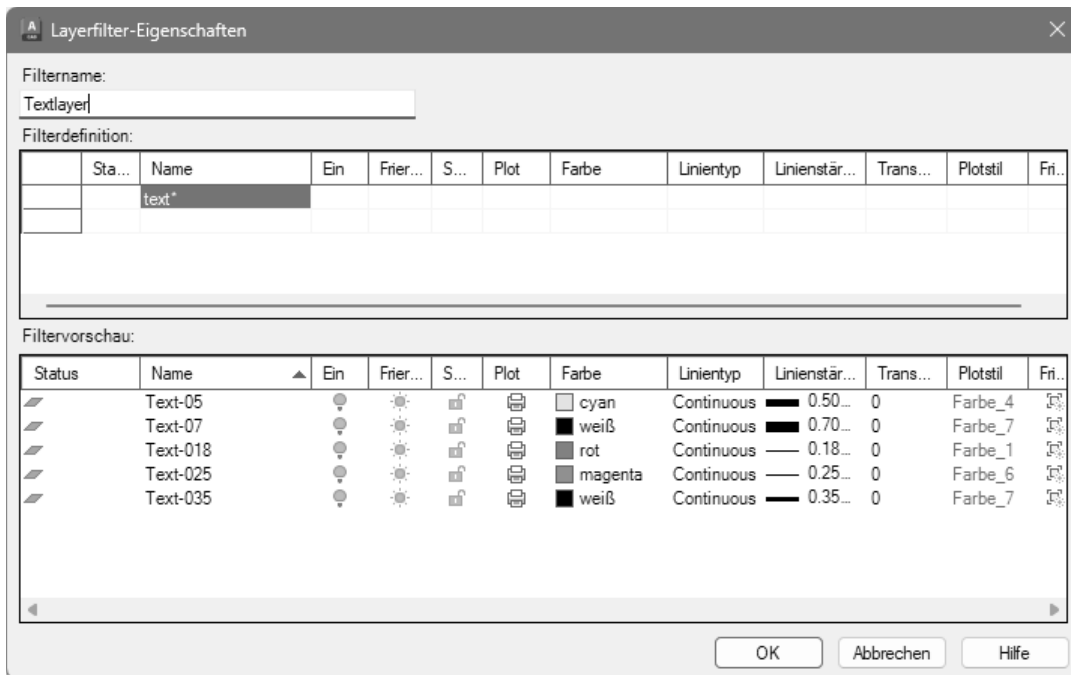 A CAD Layerfilter-Eigenschaften
Filtername:
Textlayer
Filterdefinition:
Sta... Name Ein Frier... S... Plot Farbe Linientyp Linienstär... Trans... Plotstil Fri...
text*
Filtervorschau:
Status Name Ein Frier... S... Plot Farbe Linientyp Linienstär... Trans... Plotstil Fri...
Text-05 cyan Continuous 0.50... 0 Farbe_4
Text-07 weiß Continuous 0.70... 0 Farbe_7
Text-018 rot Continuous 0.18... 0 Farbe_1
Text-025 magenta Continuous 0.25... 0 Farbe_6
Text-035 weiß Continuous 0.35... 0 Farbe_7
OK Abbrechen Hilfe